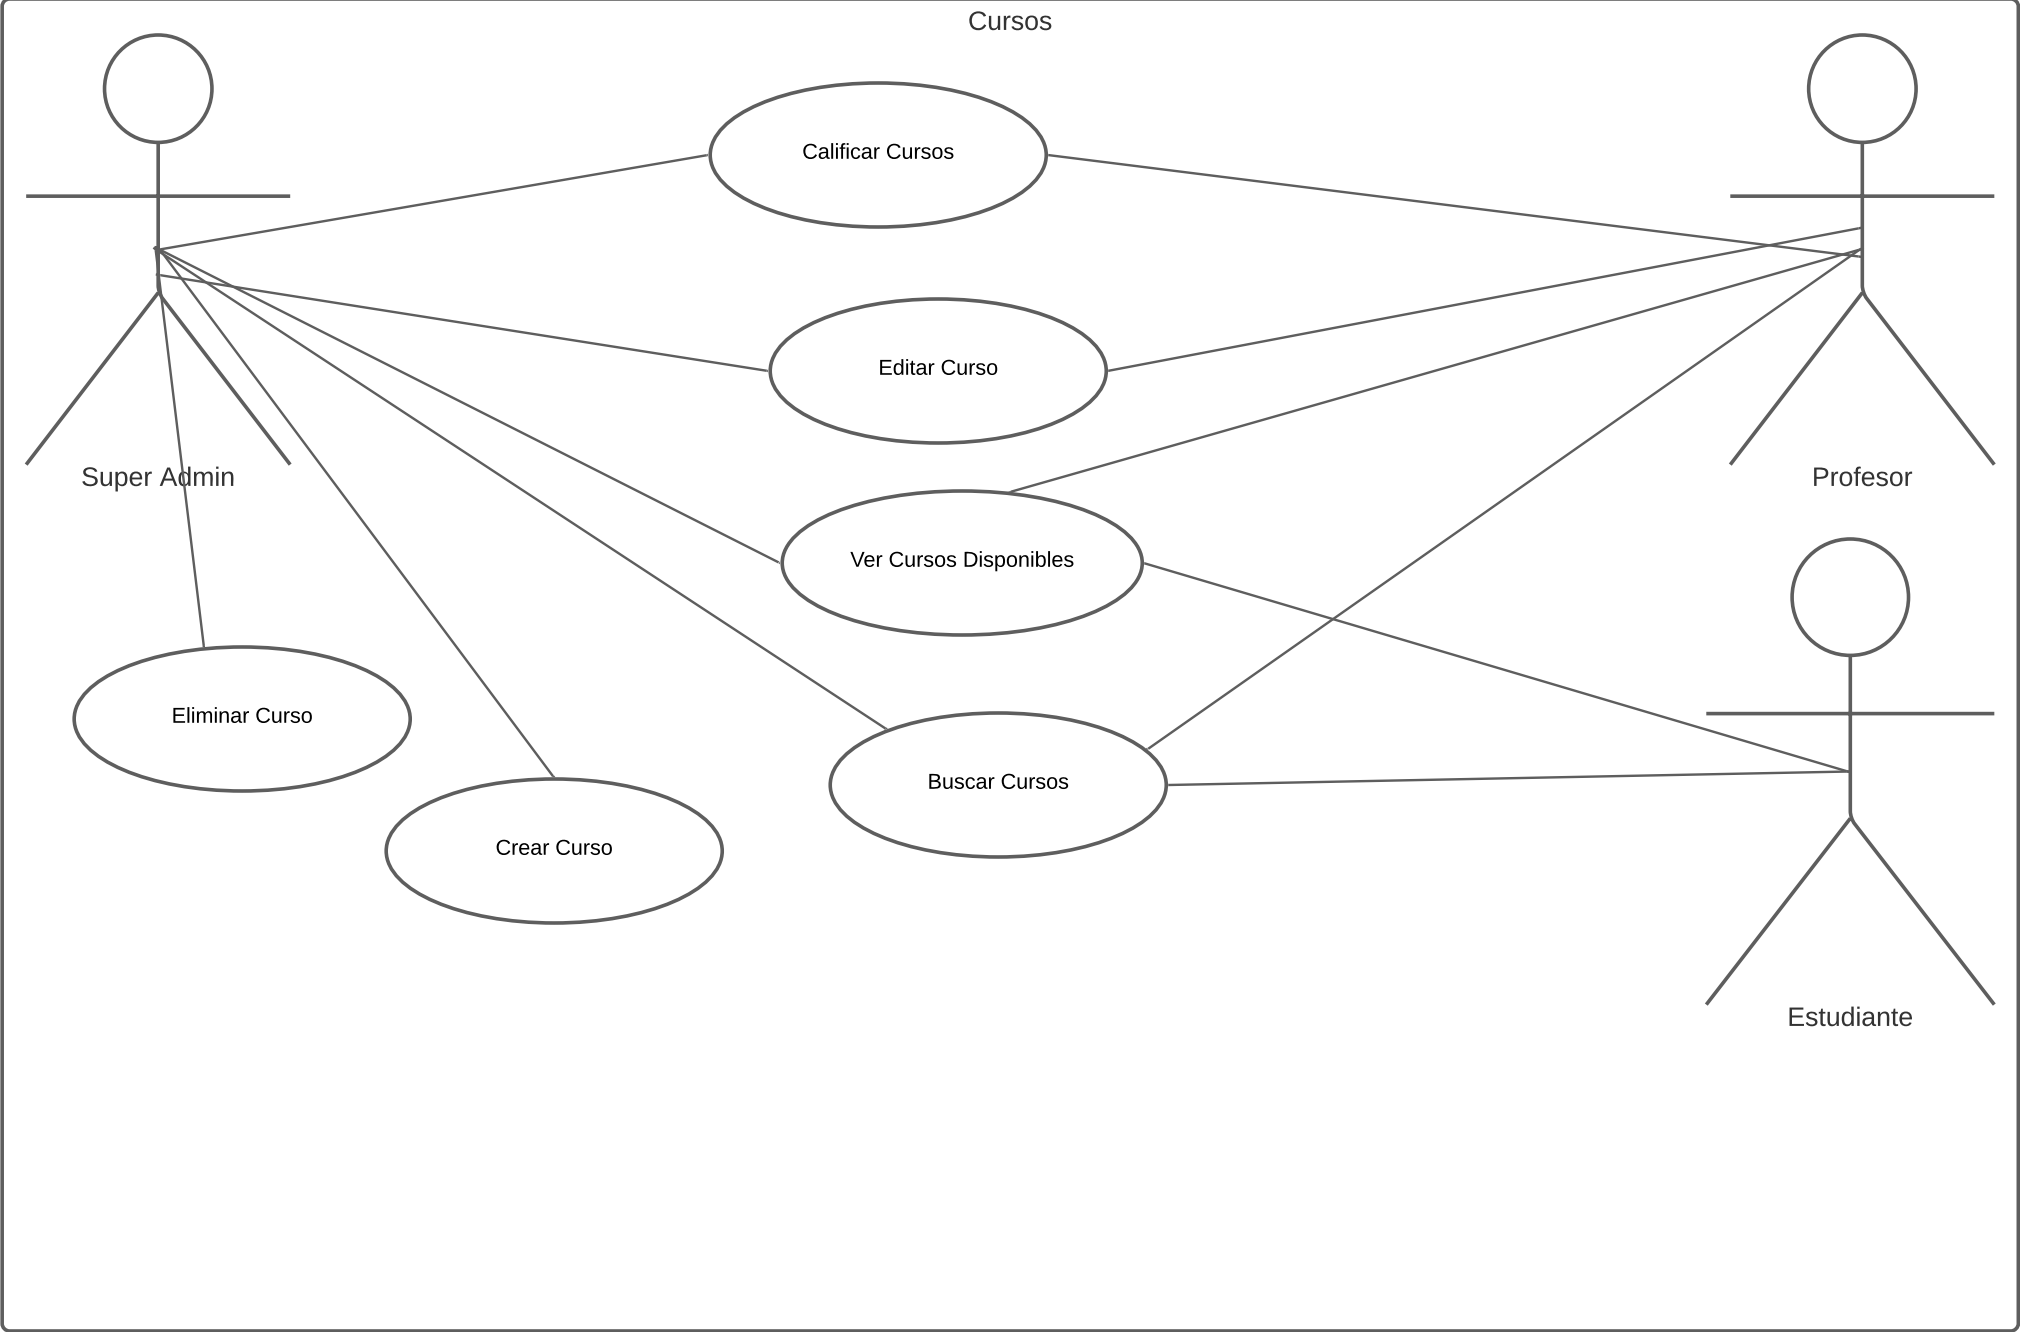 Cursos
Calificar Cursos
Editar Curso
Super Admin
Profesor
Ver Cursos Disponibles
Eliminar Curso
Buscar Cursos
Crear Curso
Estudiante